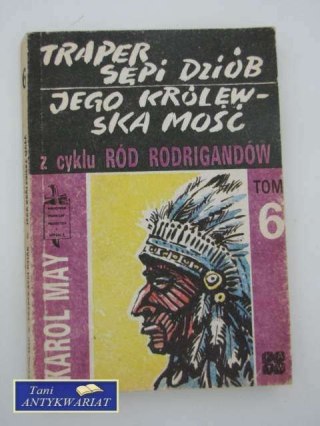 TRAPER
SĘPI DZIÓB
JEGO KRÓLEW-
SKA MOŚĆ
z cyklu RÓD RODRIGANDÓW
TOM
6
KAROL MAY
6
Tani
ANTYKWARIAT